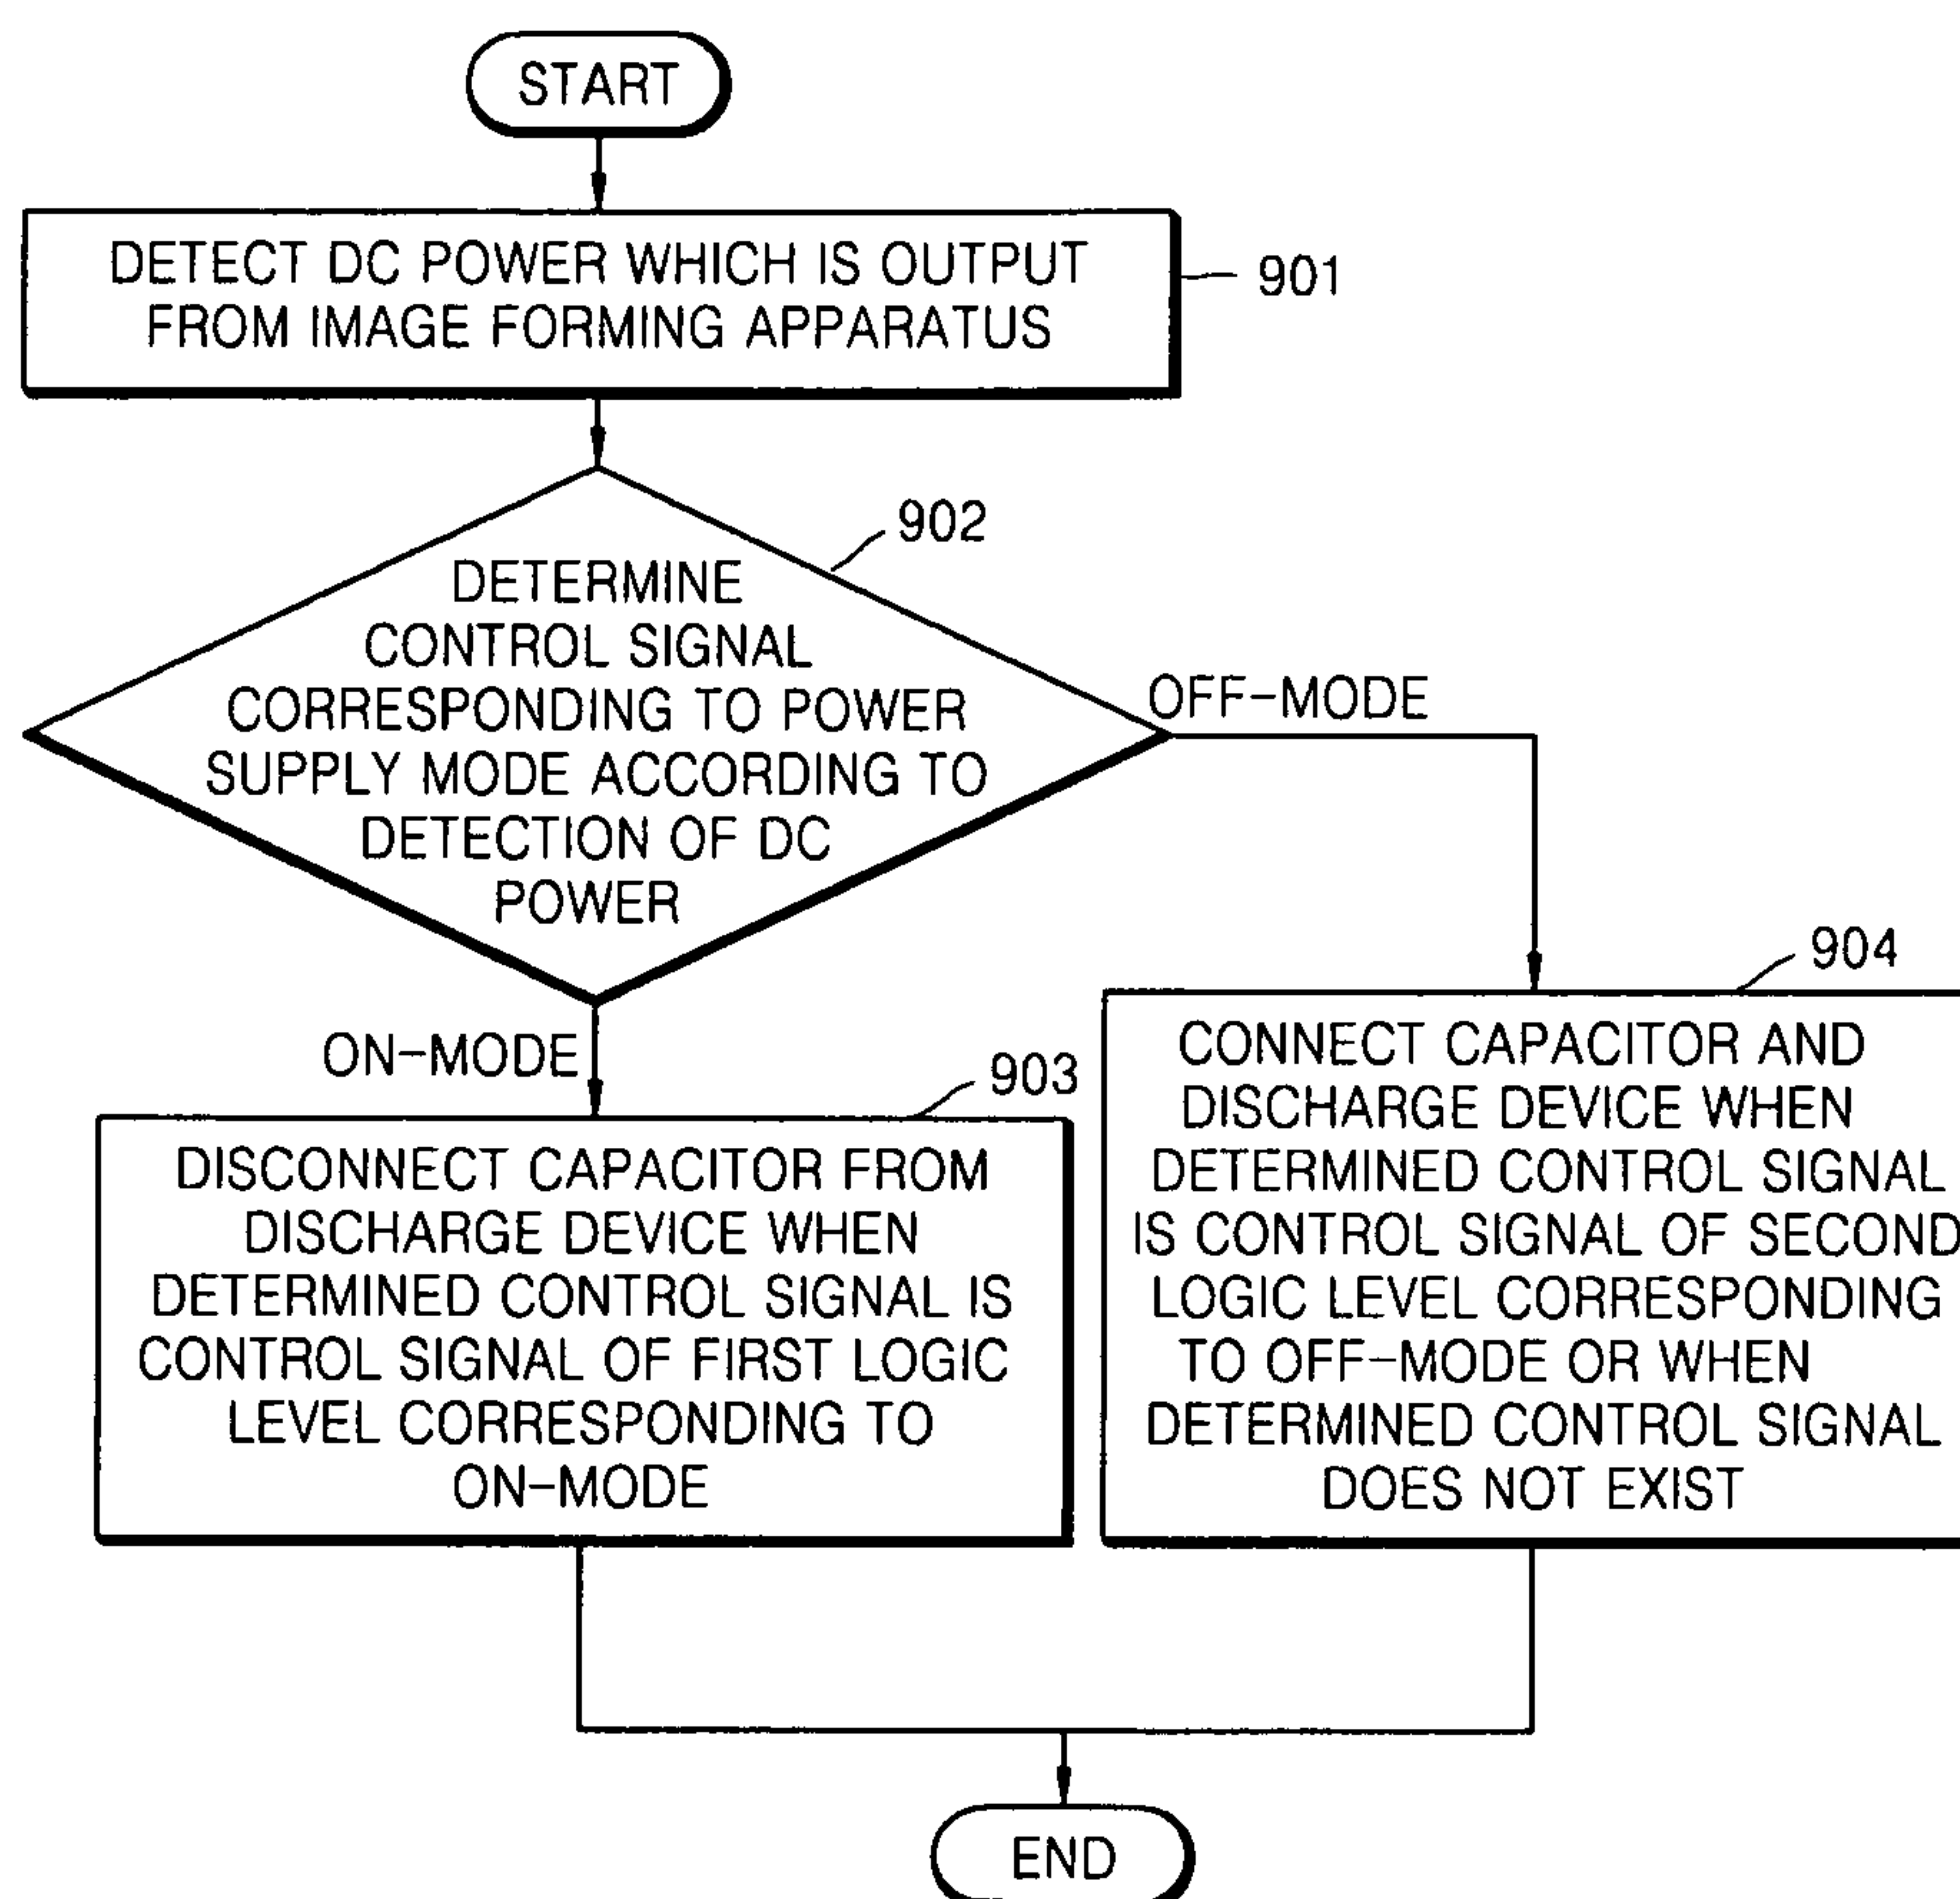 START
DETECT DC POWER WHICH IS OUTPUT
FROM IMAGE FORMING APPARATUS
901
902
DETERMINE
CONTROL SIGNAL
CORRESPONDING TO POWER
SUPPLY MODE ACCORDING TO
DETECTION OF DC
POWER
OFF-MODE
ON-MODE
903
DISCONNECT CAPACITOR FROM
DISCHARGE DEVICE WHEN
DETERMINED CONTROL SIGNAL IS
CONTROL SIGNAL OF FIRST LOGIC
LEVEL CORRESPONDING TO
ON-MODE
904
CONNECT CAPACITOR AND
DISCHARGE DEVICE WHEN
DETERMINED CONTROL SIGNAL
IS CONTROL SIGNAL OF SECOND
LOGIC LEVEL CORRESPONDING
TO OFF-MODE OR WHEN
DETERMINED CONTROL SIGNAL
DOES NOT EXIST
END